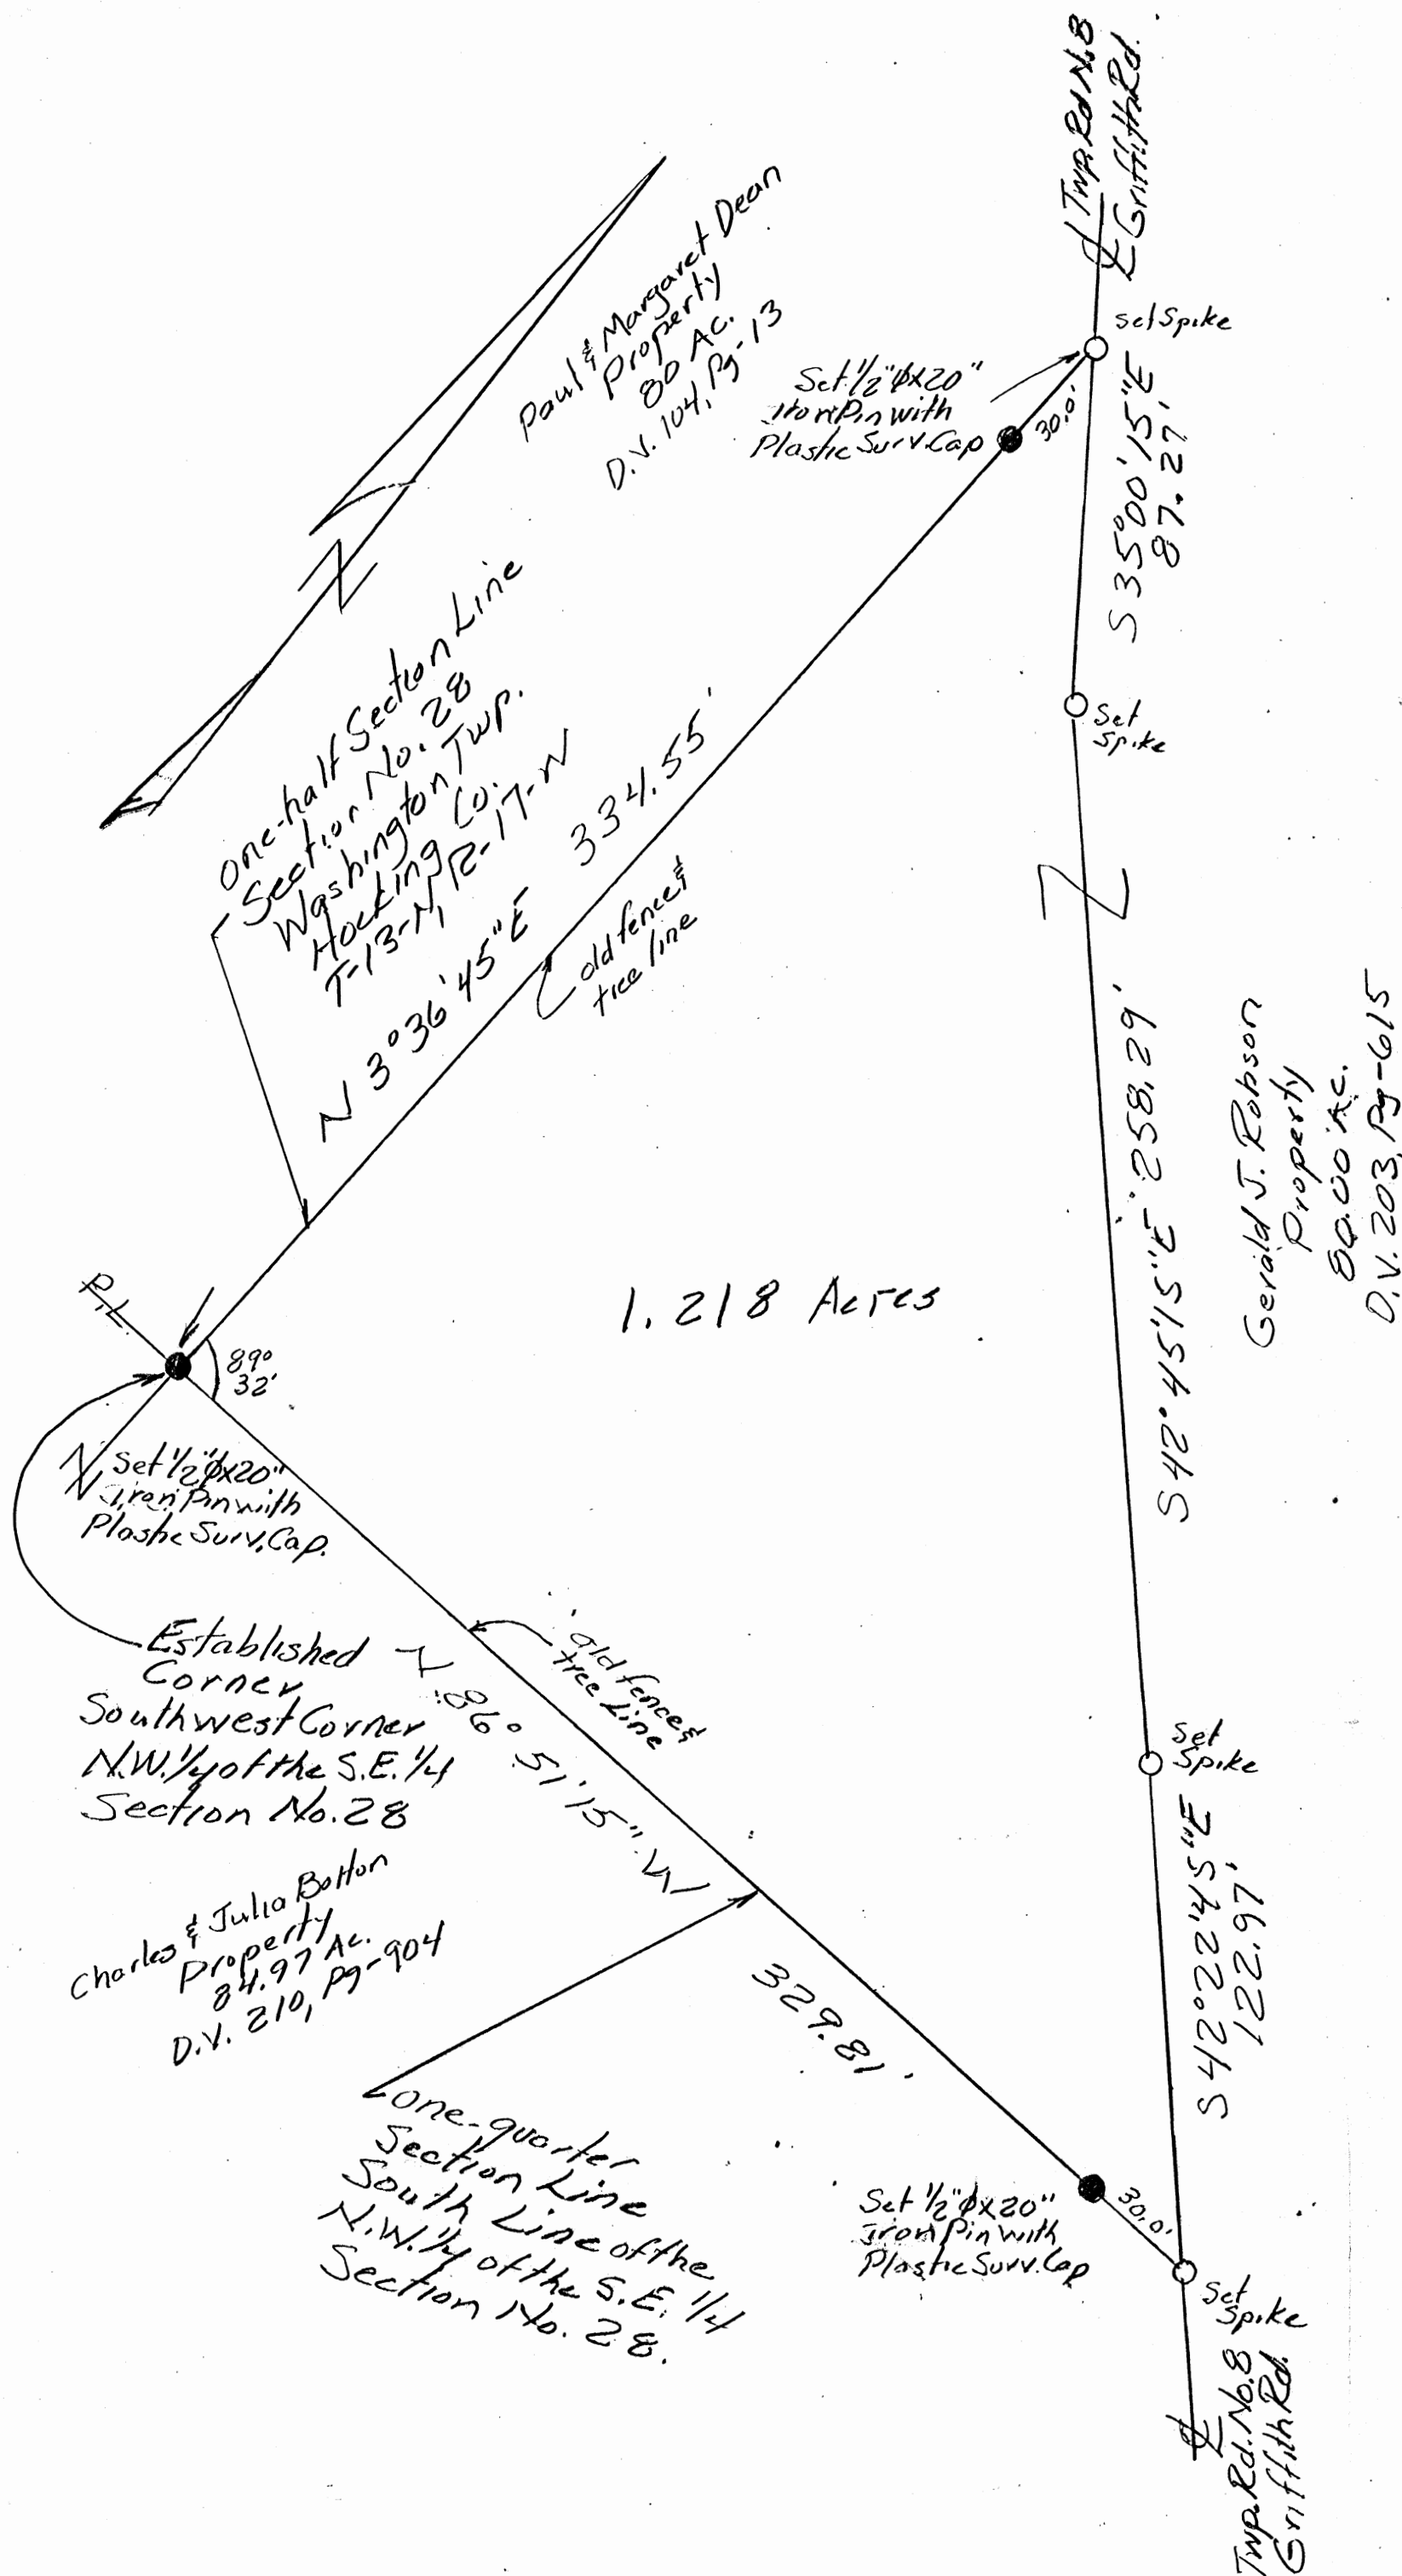 Twp. Rd. No. 8
℄ Griffith Rd.
Set Spike
Paul & Margaret Dean
Property
80 Ac.
D.V. 104, Pg-13
Set 1/2"φx20"
Iron Pin with
Plastic Surv. Cap
30.0'
S 35°00'15"E
87.27'
N
Set
Spike
One-half Section Line
Section No. 28
Washington Twp.
Hocking Co.
T-13-N, R-17-W
N 3°36'45"E 334.55'
old fence &
tree line
S 42°45'15"E 258.29'
Gerald J. Robson
Property
80.00 Ac.
D.V. 203, Pg-615
1.218 Acres
P.L.
89°
32'
Set 1/2"φx20"
Iron Pin with
Plastic Surv. Cap.
Established
Corner,
Southwest Corner
N.W. 1/4 of the S.E. 1/4
Section No. 28
old fence &
tree line
N. 86° 51' 15" W
329.81'
Set
Spike
S 42°22'45"E
122.97'
Charles & Julia Botton
Property
84.97 Ac.
D.V. 210, Pg-904
One-quarter
Section Line
South Line of the
N.W. 1/4 of the S.E. 1/4
Section No. 28.
Set 1/2"φx20"
Iron Pin with
Plastic Surv. Cap
30.0'
Set
Spike
℄
Twp. Rd. No. 8
Griffith Rd.